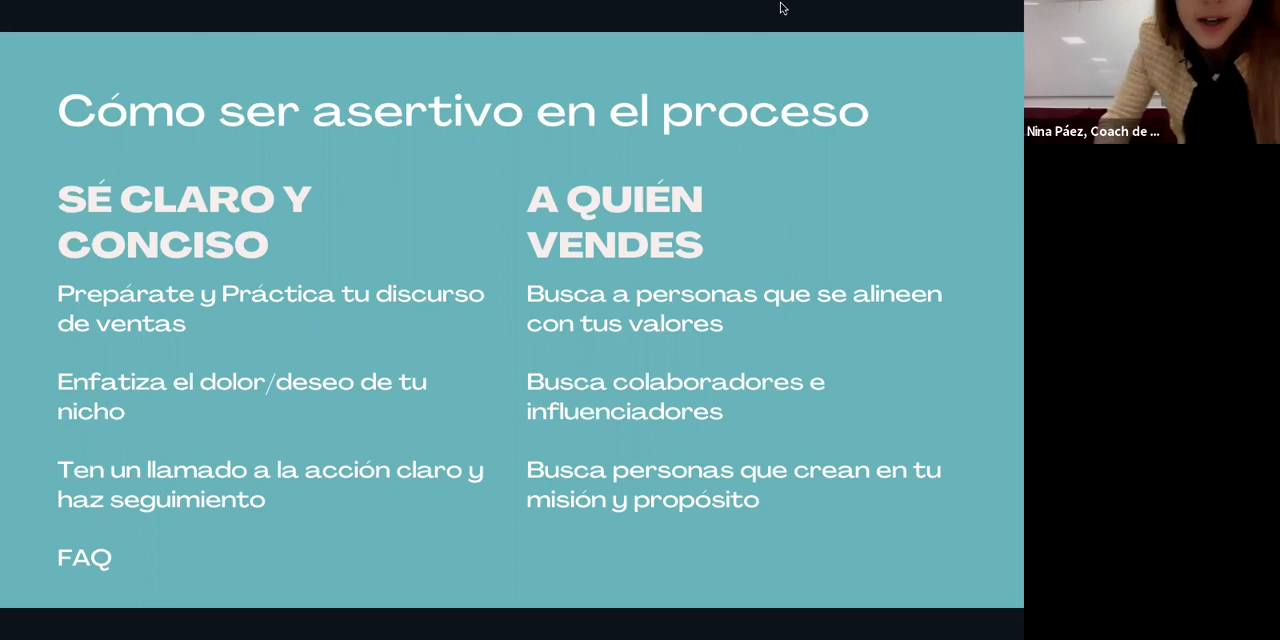 Cómo ser asertivo en el proceso
SÉ CLARO Y
CONCISO
Prepárate y Práctica tu discurso
de ventas
Enfatiza el dolor/deseo de tu
nicho
Ten un llamado a la acción claro y
haz seguimiento
FAQ
A QUIÉN
VENDES
Busca a personas que se alineen
con tus valores
Busca colaboradores e
influenciadores
Busca personas que crean en tu
misión y propósito
Nina Páez, Coach de ...